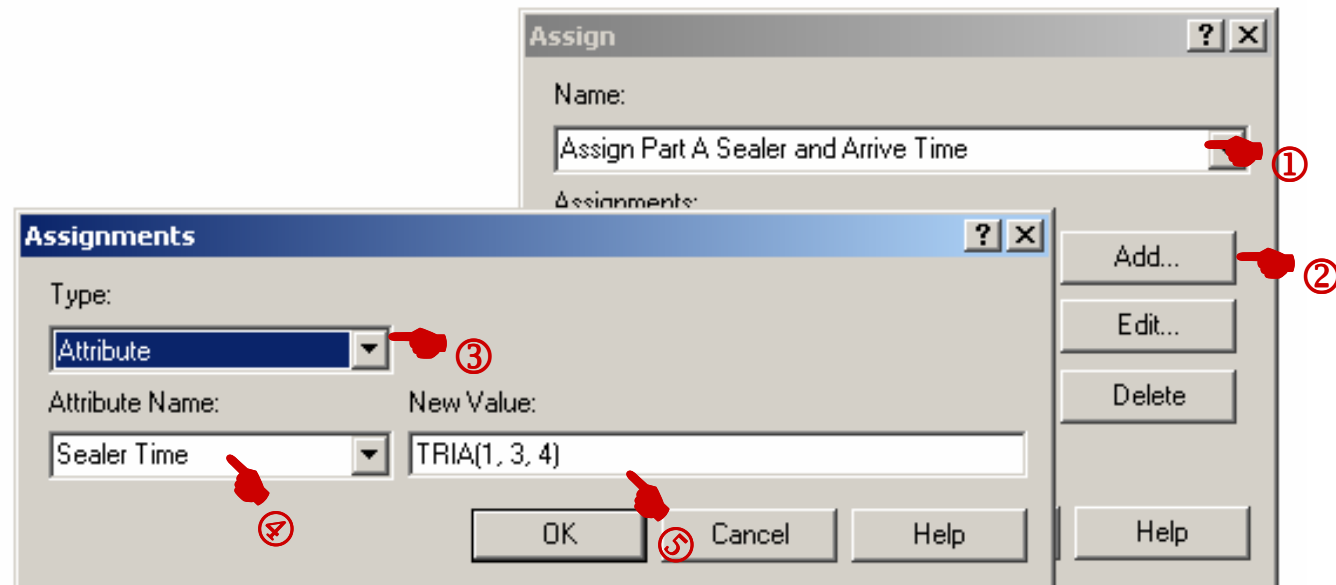 Assign
Name:
Assign Part A Sealer and Arrive Time
①
Assignments:
Assignments
Add...
②
Type:
Edit...
Attribute
③
Delete
Attribute Name: New Value:
Sealer Time TRIA(1, 3, 4)
④ ⑤
OK Cancel Help Help